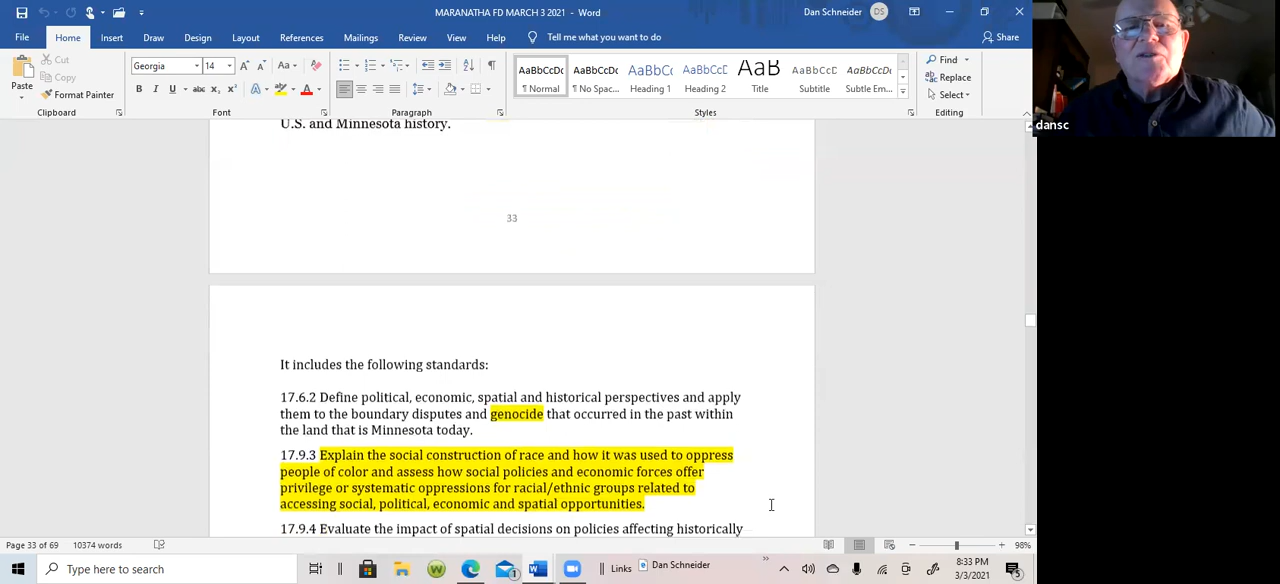 MARANATHA FD MARCH 3 2021 - Word
Dan Schneider DS
File Home Insert Draw Design Layout References Mailings Review View Help Tell me what you want to do Share
Paste Cut Copy Format Painter
Georgia 14
Clipboard Font Paragraph Styles Editing
AaBbCcDc AaBbCcDc AaBbCc AaBbCcD AaB AaBbCcD AaBbCcDc
¶ Normal ¶ No Spac... Heading 1 Heading 2 Title Subtitle Subtle Em...
Find
Replace
Select
dansc
U.S. and Minnesota history.
33
It includes the following standards:
17.6.2 Define political, economic, spatial and historical perspectives and apply
them to the boundary disputes and genocide that occurred in the past within
the land that is Minnesota today.
17.9.3 Explain the social construction of race and how it was used to oppress
people of color and assess how social policies and economic forces offer
privilege or systematic oppressions for racial/ethnic groups related to
accessing social, political, economic and spatial opportunities.
17.9.4 Evaluate the impact of spatial decisions on policies affecting historically
Page 33 of 69 10374 words 98%
Type here to search Links Dan Schneider 8:33 PM
3/3/2021